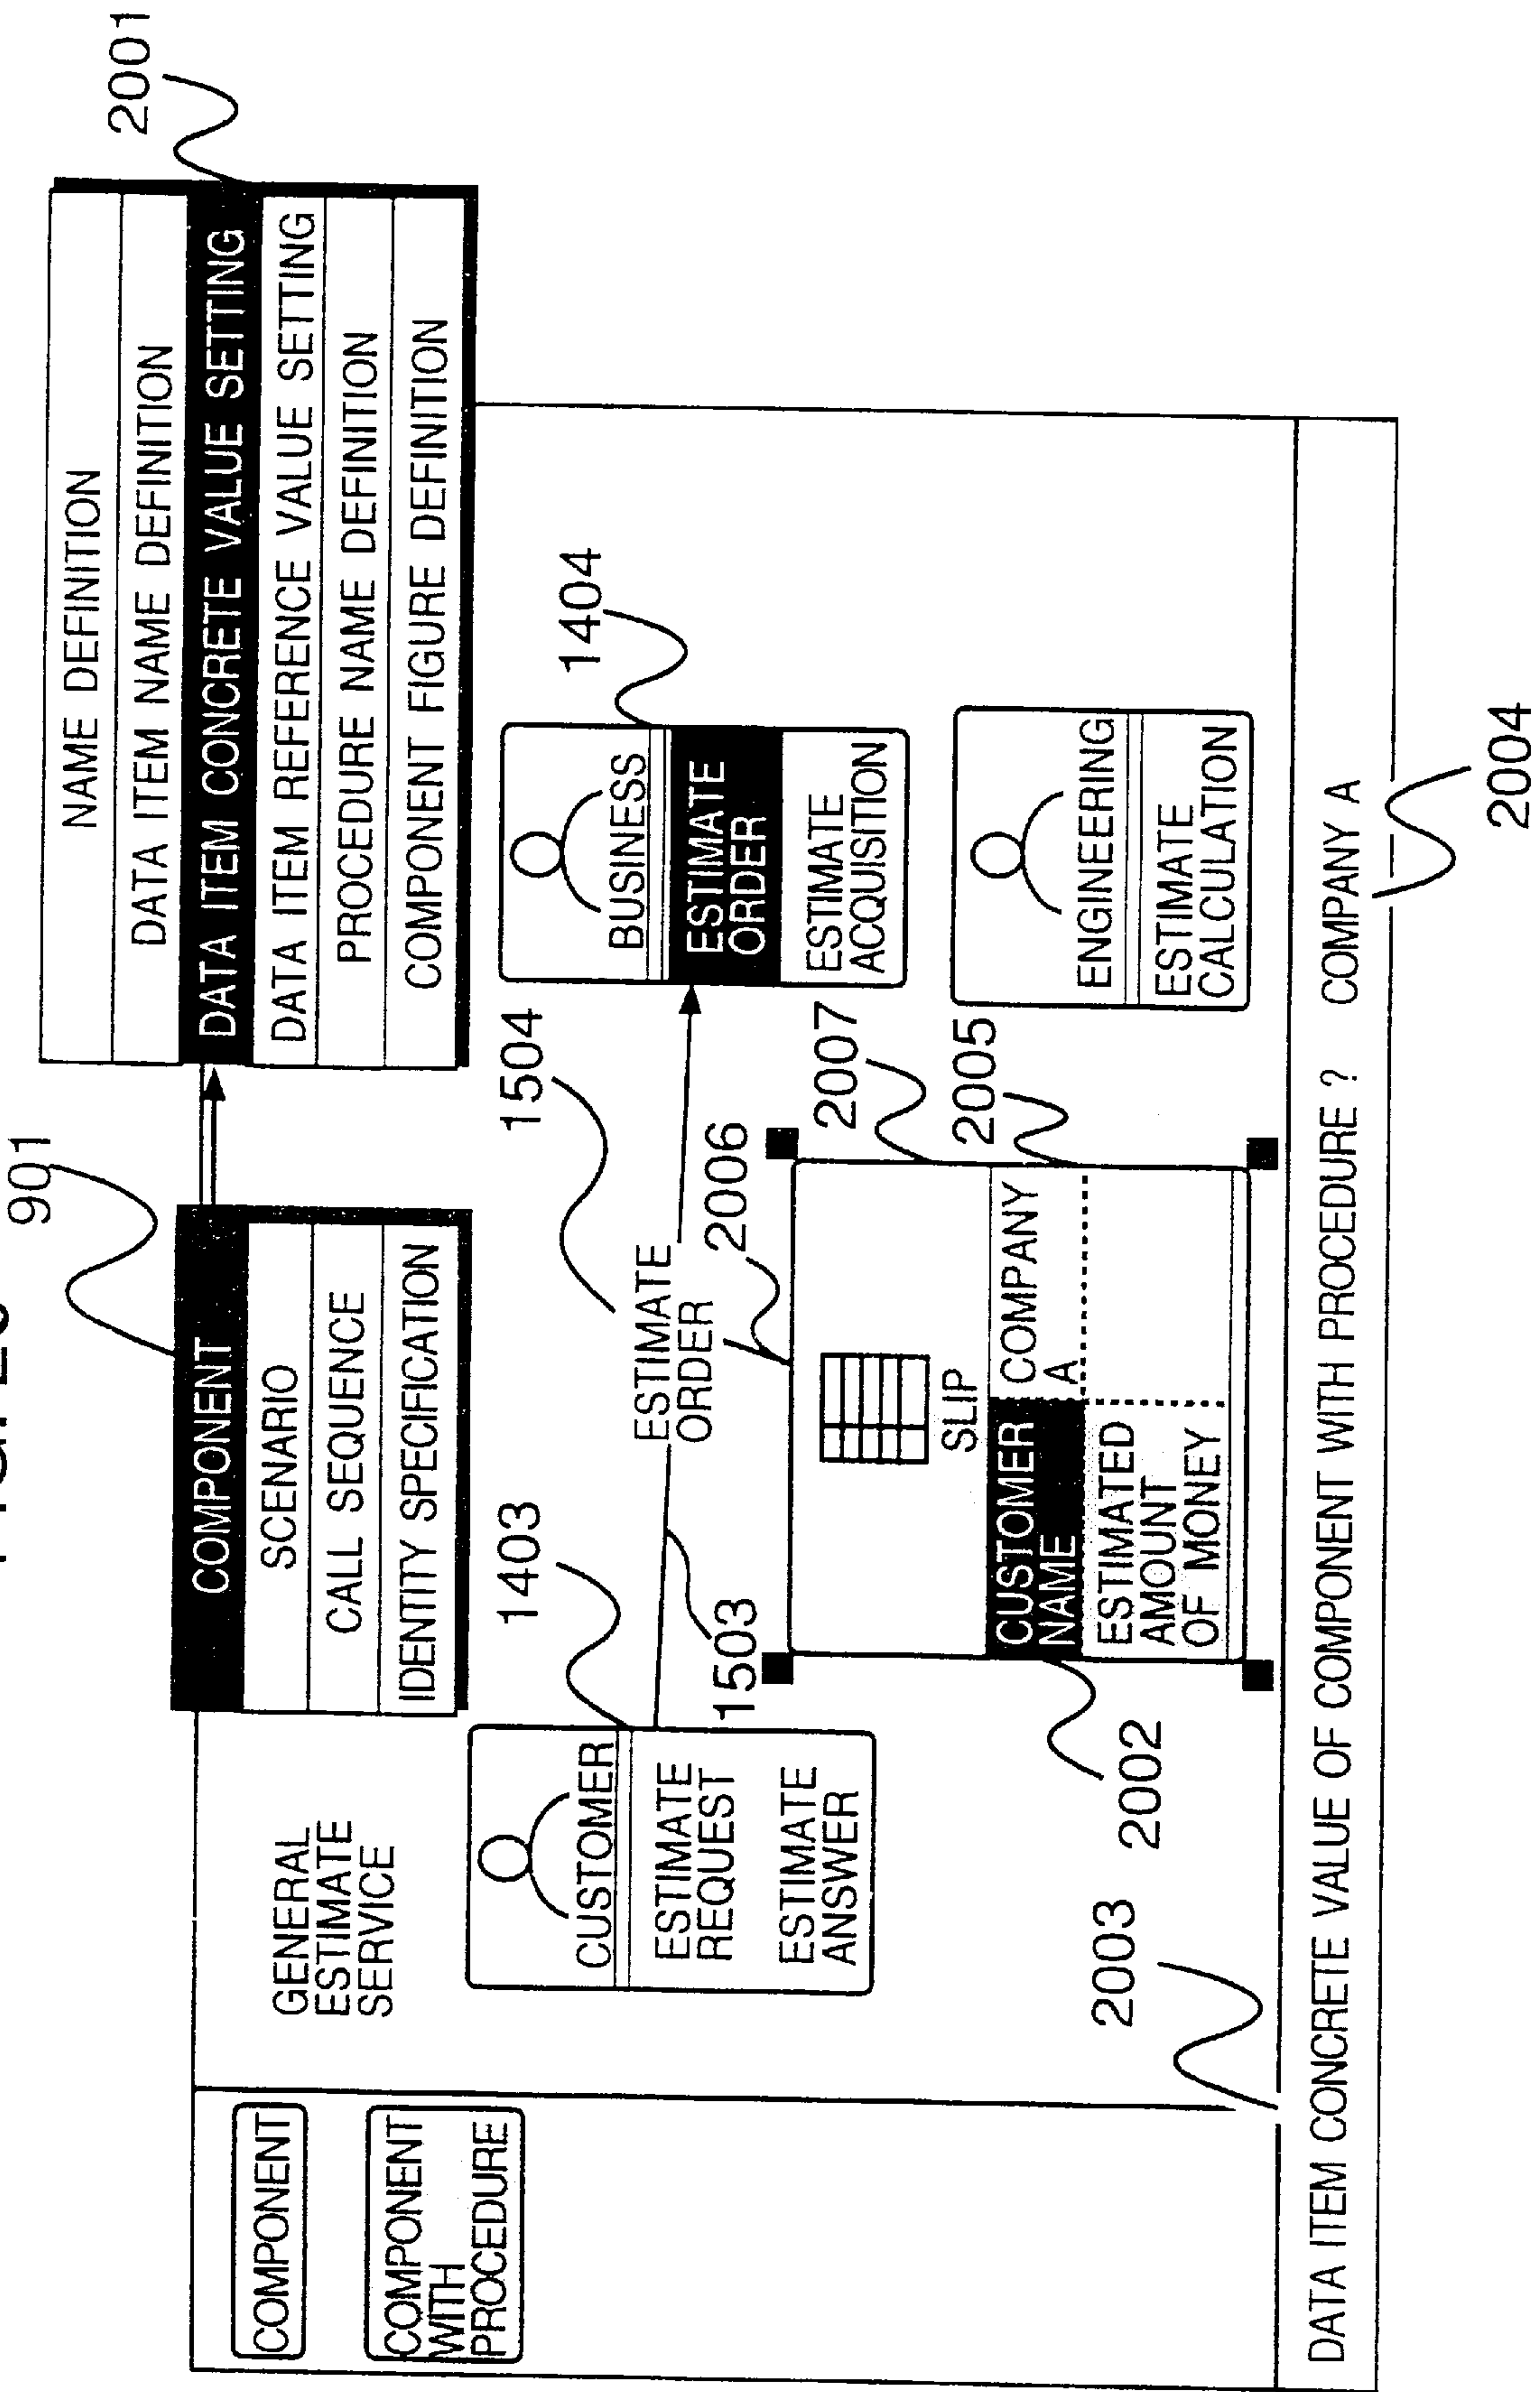 901
2001
NAME DEFINITION
DATA ITEM NAME DEFINITION
DATA ITEM CONCRETE VALUE SETTING
DATA ITEM REFERENCE VALUE SETTING
PROCEDURE NAME DEFINITION
COMPONENT FIGURE DEFINITION
COMPONENT
SCENARIO
CALL SEQUENCE
IDENTITY SPECIFICATION
COMPONENT
COMPONENT
WITH
PROCEDURE
GENERAL
ESTIMATE
SERVICE
1403
CUSTOMER
ESTIMATE
REQUEST
ESTIMATE
ANSWER
1503
1504
ESTIMATE
ORDER
1404
BUSINESS
ESTIMATE
ORDER
ESTIMATE
ACQUISITION
2006
2007
2005
SLIP
CUSTOMER
NAME
COMPANY
A
ESTIMATED
AMOUNT
OF MONEY
2002
ENGINEERING
ESTIMATE
CALCULATION
2003
DATA ITEM CONCRETE VALUE OF COMPONENT WITH PROCEDURE ? COMPANY A
2004